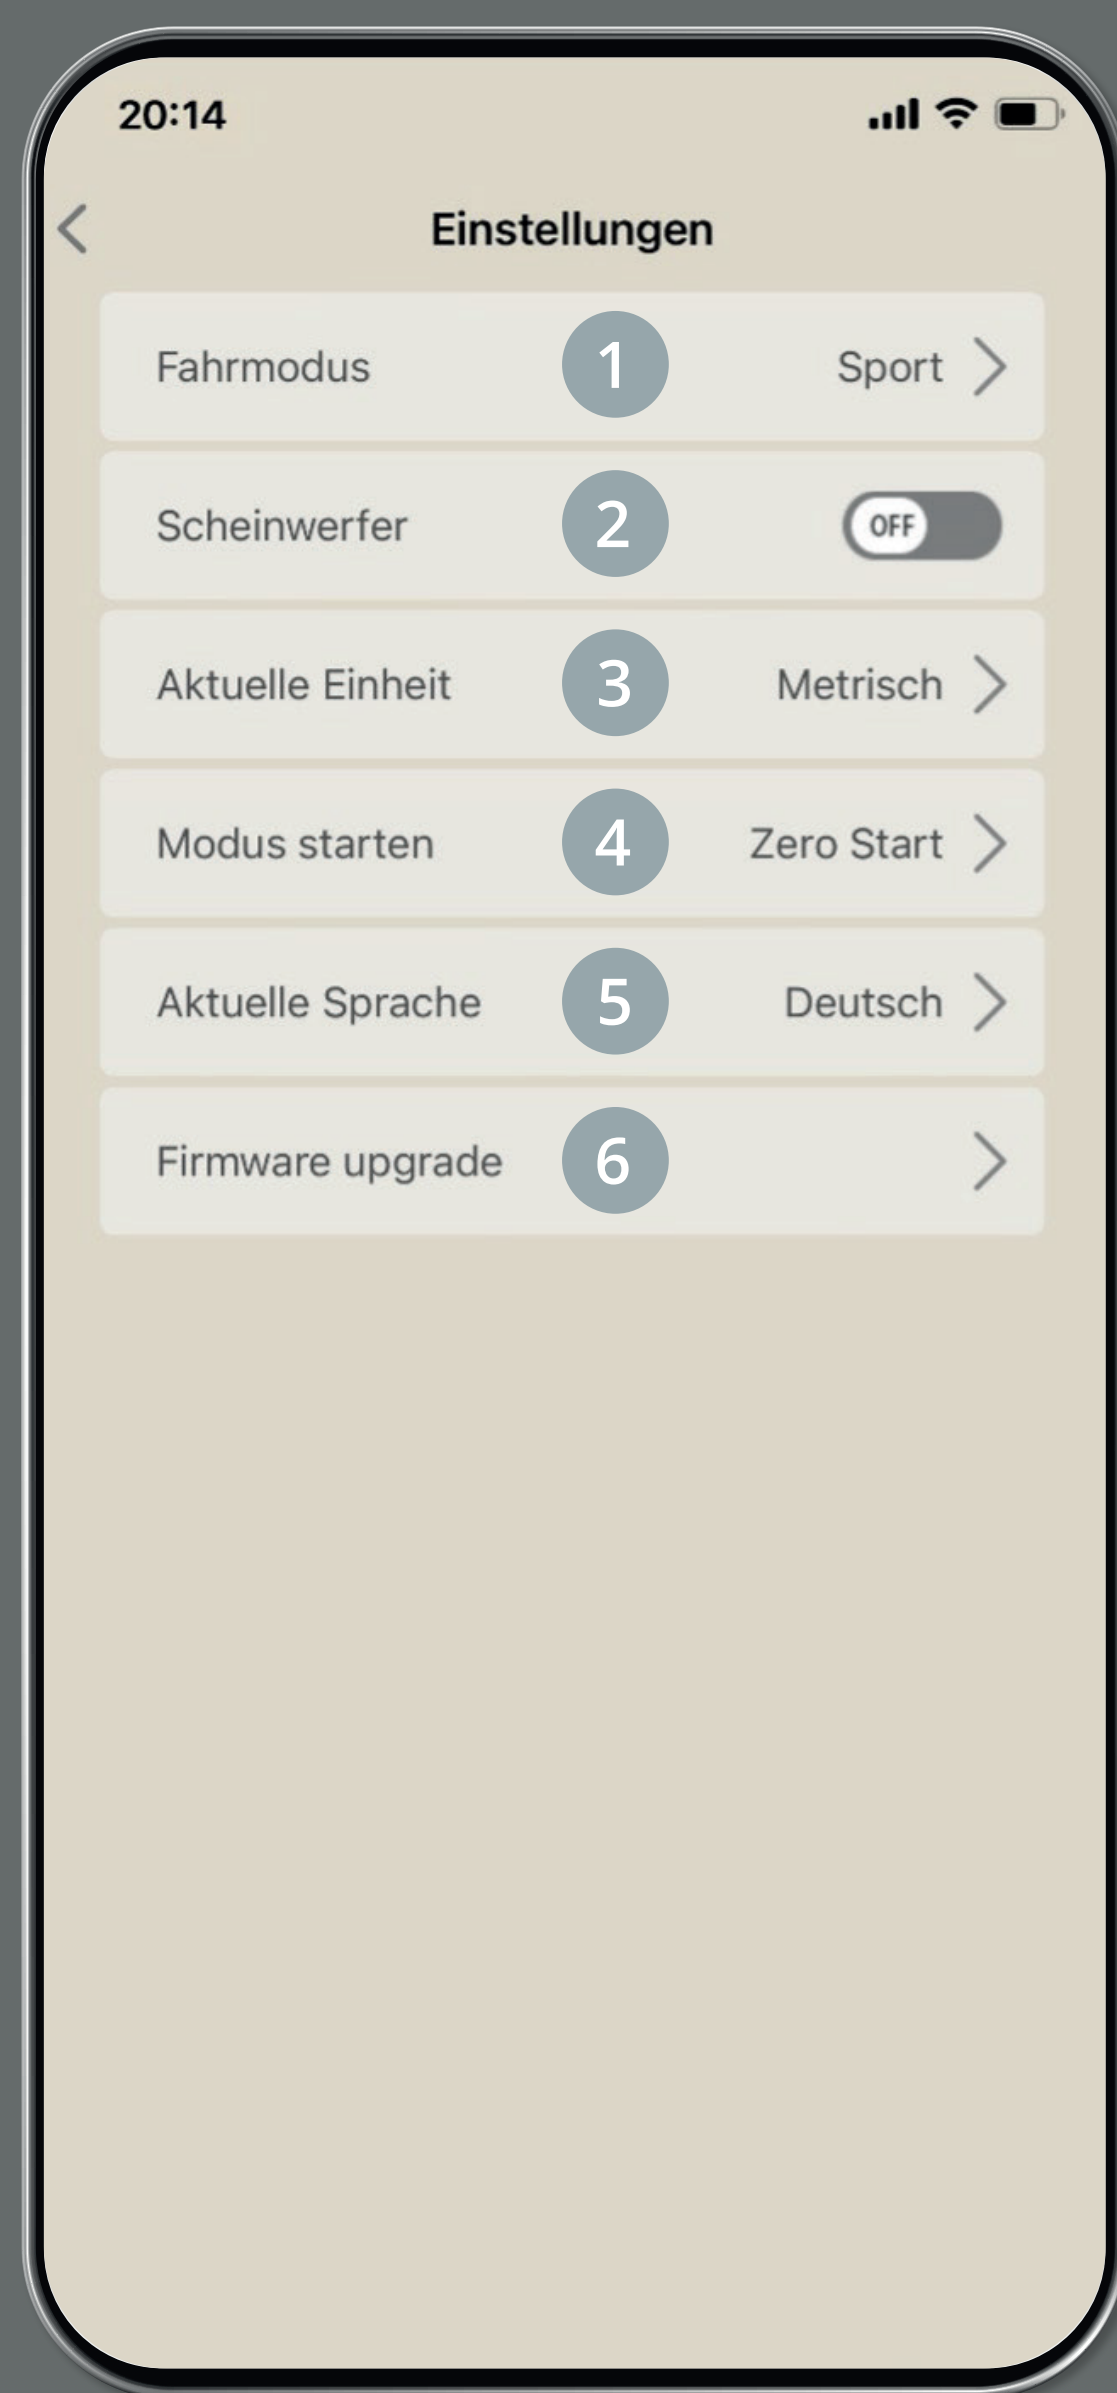 20:14
Einstellungen
Fahrmodus 1 Sport
Scheinwerfer 2 OFF
Aktuelle Einheit 3 Metrisch
Modus starten 4 Zero Start
Aktuelle Sprache 5 Deutsch
Firmware upgrade 6